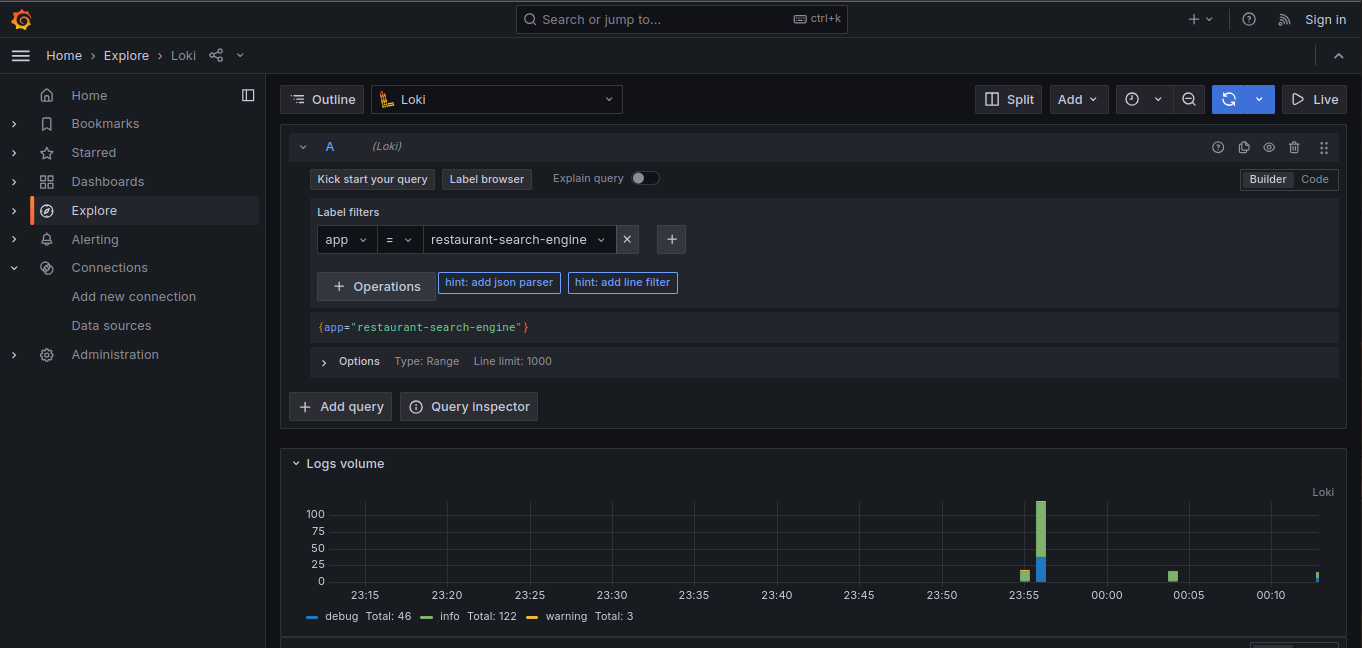 Search or jump to... ctrl+k Sign in
Home › Explore › Loki
Home
Bookmarks
Starred
Dashboards
Explore
Alerting
Connections
Add new connection
Data sources
Administration
Outline Loki Split Add Live
A (Loki)
Kick start your query Label browser Explain query Builder Code
Label filters
app = restaurant-search-engine
+ Operations hint: add json parser hint: add line filter
{app="restaurant-search-engine"}
Options Type: Range Line limit: 1000
+ Add query Query inspector
Logs volume
Loki
100
75
50
25
0
23:15 23:20 23:25 23:30 23:35 23:40 23:45 23:50 23:55 00:00 00:05 00:10
debug Total: 46 info Total: 122 warning Total: 3